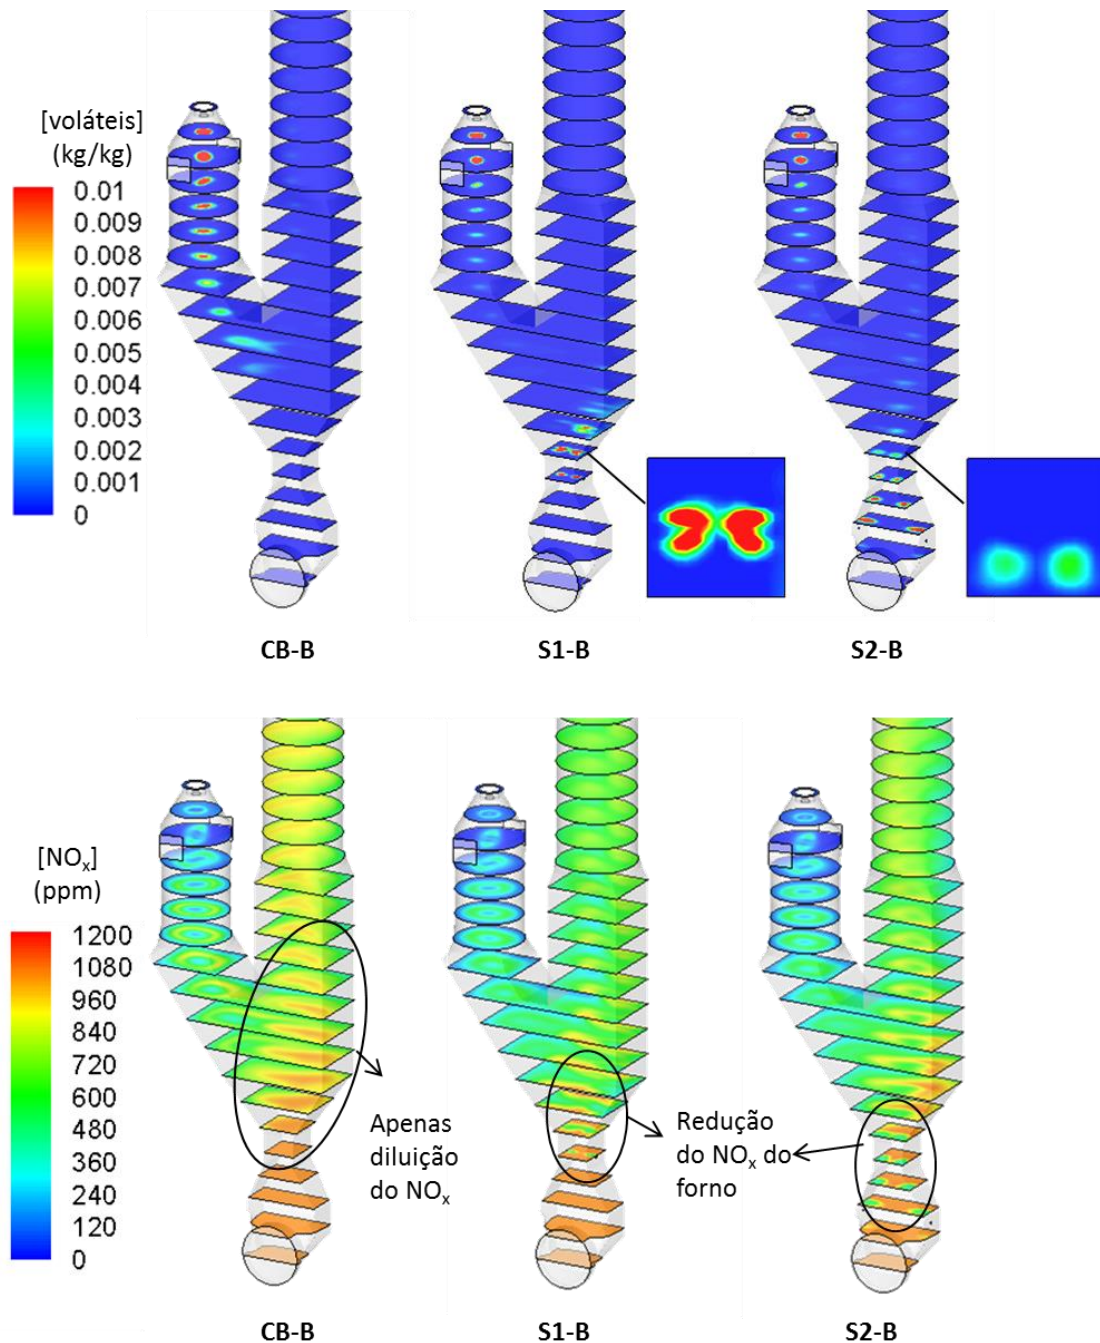 [voláteis]
(kg/kg)
0.01
0.009
0.008
0.007
0.006
0.005
0.004
0.003
0.002
0.001
0
CB-B
S1-B
S2-B
[NOₓ]
(ppm)
1200
1080
960
840
720
600
480
360
240
120
0
Apenas
diluição
do NOₓ
Redução
do NOₓ do
forno
CB-B
S1-B
S2-B